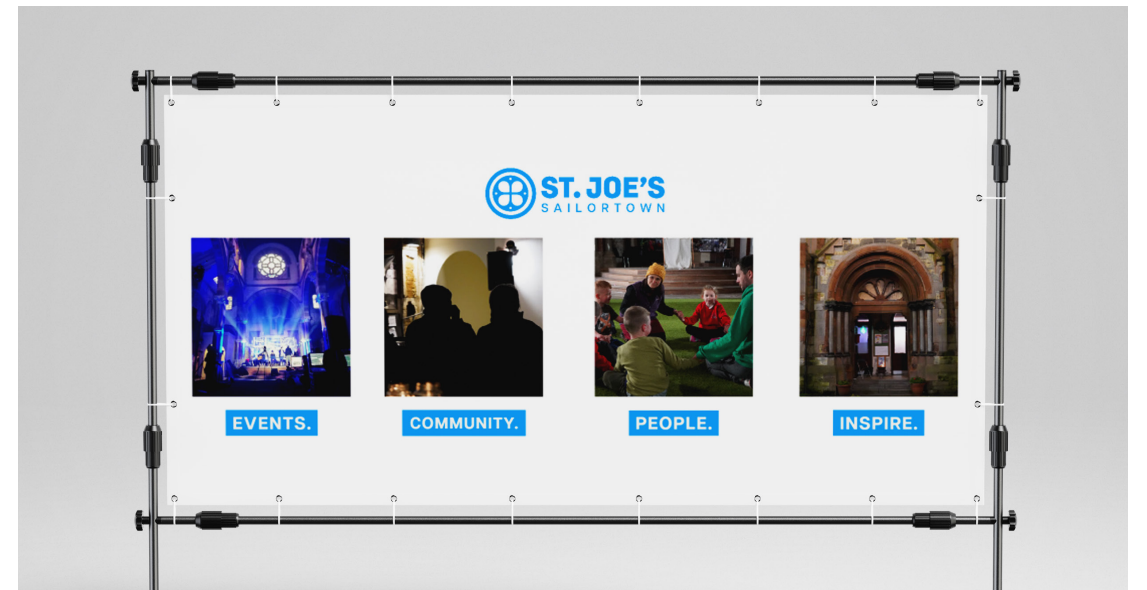 ST. JOE'S
SAILORTOWN
EVENTS.
COMMUNITY.
PEOPLE.
INSPIRE.